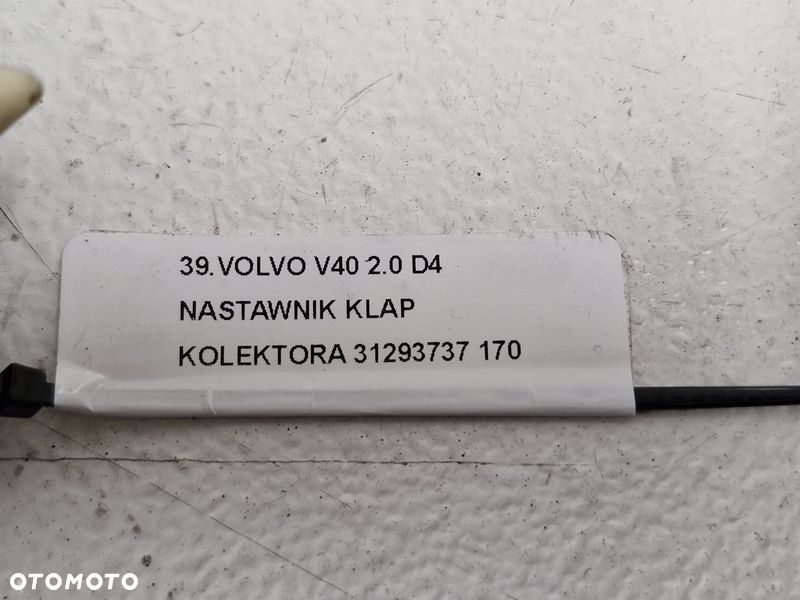 39.VOLVO V40 2.0 D4
NASTAWNIK KLAP
KOLEKTORA 31293737 170
OTOMOTO